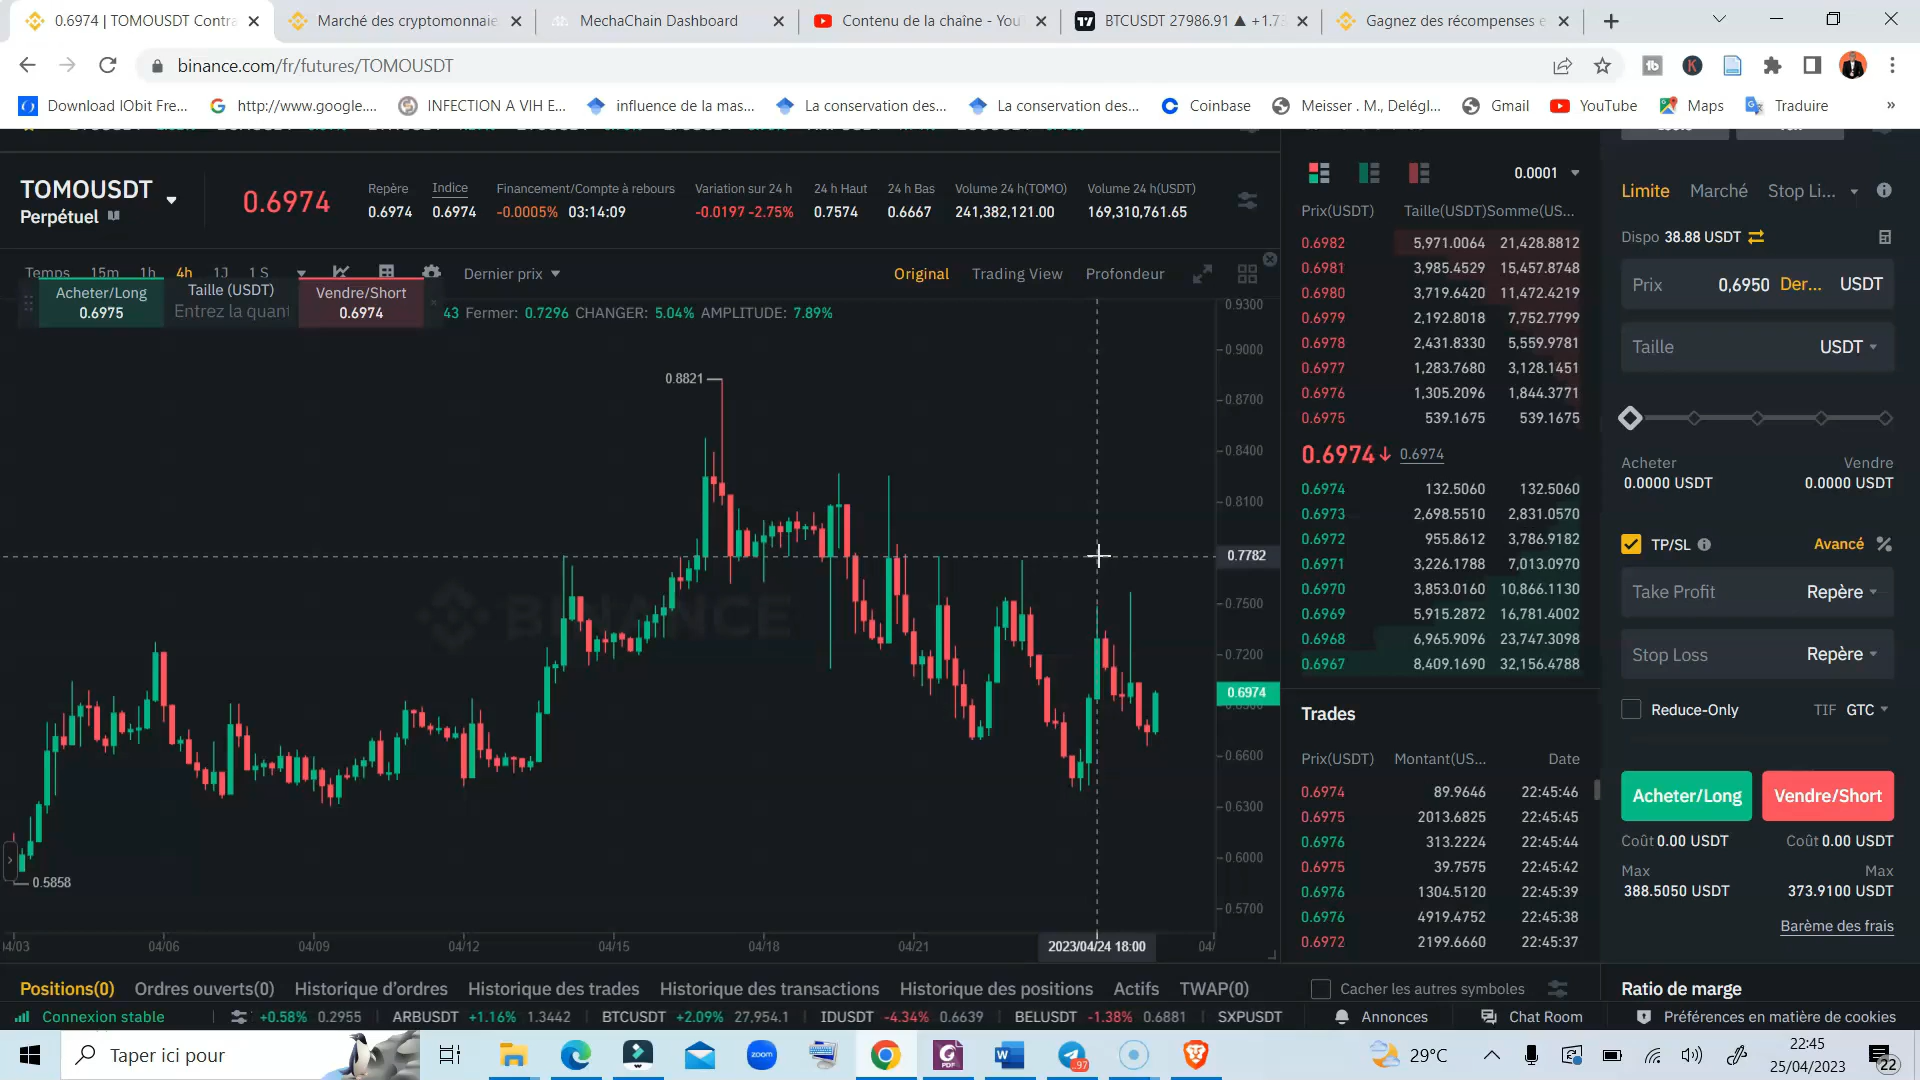 0.6974 | TOMOUSDT Contra
Marché des cryptomonnaie
MechaChain Dashboard
Contenu de la chaîne - You
BTCUSDT 27986.91 ▲ +1.73
Gagnez des récompenses e
binance.com/fr/futures/TOMOUSDT
Download IObit Fre...
http://www.google....
INFECTION A VIH E...
influence de la mas...
La conservation des...
La conservation des...
Coinbase
Meisser . M., Delégl...
Gmail
YouTube
Maps
Traduire
»
TOMOUSDT
Perpétuel
0.6974
Repère
0.6974
Indice
0.6974
Financement/Compte à rebours
-0.0005% 03:14:09
Variation sur 24 h
-0.0197 -2.75%
24 h Haut
0.7574
24 h Bas
0.6667
Volume 24 h(TOMO)
241,382,121.00
Volume 24 h(USDT)
169,310,761.65
Temps 15m 1h 4h 1J 1 S
Dernier prix
Original Trading View Profondeur
Acheter/Long
0.6975
Taille (USDT)
Entrez la quant
Vendre/Short
0.6974
43 Fermer: 0.7296 CHANGER: 5.04% AMPLITUDE: 7.89%
0.9300
0.9000
0.8700
0.8400
0.8100
0.7782
0.7500
0.7200
0.6974
0.6600
0.6300
0.6000
0.5700
0.8821
0.5858
BINANCE
04/06 04/09 04/12 04/15 04/18 04/21 2023/04/24 18:00 04/
0.0001
Prix(USDT) Taille(USDT) Somme(US...
0.6982 5,971.0064 21,428.8812
0.6981 3,985.4529 15,457.8748
0.6980 3,719.6420 11,472.4219
0.6979 2,192.8018 7,752.7799
0.6978 2,431.8330 5,559.9781
0.6977 1,283.7680 3,128.1451
0.6976 1,305.2096 1,844.3771
0.6975 539.1675 539.1675
0.6974↓ 0.6974
0.6974 132.5060 132.5060
0.6973 2,698.5510 2,831.0570
0.6972 955.8612 3,786.9182
0.6971 3,226.1788 7,013.0970
0.6970 3,853.0160 10,866.1130
0.6969 5,915.2872 16,781.4002
0.6968 6,965.9096 23,747.3098
0.6967 8,409.1690 32,156.4788
Trades
Prix(USDT) Montant(US... Date
0.6974 89.9646 22:45:46
0.6975 2013.6825 22:45:45
0.6976 313.2224 22:45:44
0.6975 39.7575 22:45:42
0.6976 1304.5120 22:45:39
0.6976 4919.4752 22:45:38
0.6972 2199.6660 22:45:37
Limite Marché Stop Li...
Dispo 38.88 USDT
Prix 0,6950 Der... USDT
Taille USDT
Acheter Vendre
0.0000 USDT 0.0000 USDT
TP/SL Avancé
Take Profit Repère
Stop Loss Repère
Reduce-Only TIF GTC
Acheter/Long Vendre/Short
Coût 0.00 USDT Coût 0.00 USDT
Max Max
388.5050 USDT 373.9100 USDT
Barème des frais
Positions(0) Ordres ouverts(0) Historique d'ordres Historique des trades Historique des transactions Historique des positions Actifs TWAP(0)
Cacher les autres symboles
Ratio de marge
Connexion stable
+0.58% 0.2955 ARBUSDT +1.16% 1.3442 BTCUSDT +2.09% 27,954.1 IDUSDT -4.34% 0.6639 BELUSDT -1.38% 0.6881 SXPUSDT
Annonces Chat Room Préférences en matière de cookies
Taper ici pour
zoom
97
29°C
22:45
25/04/2023
22